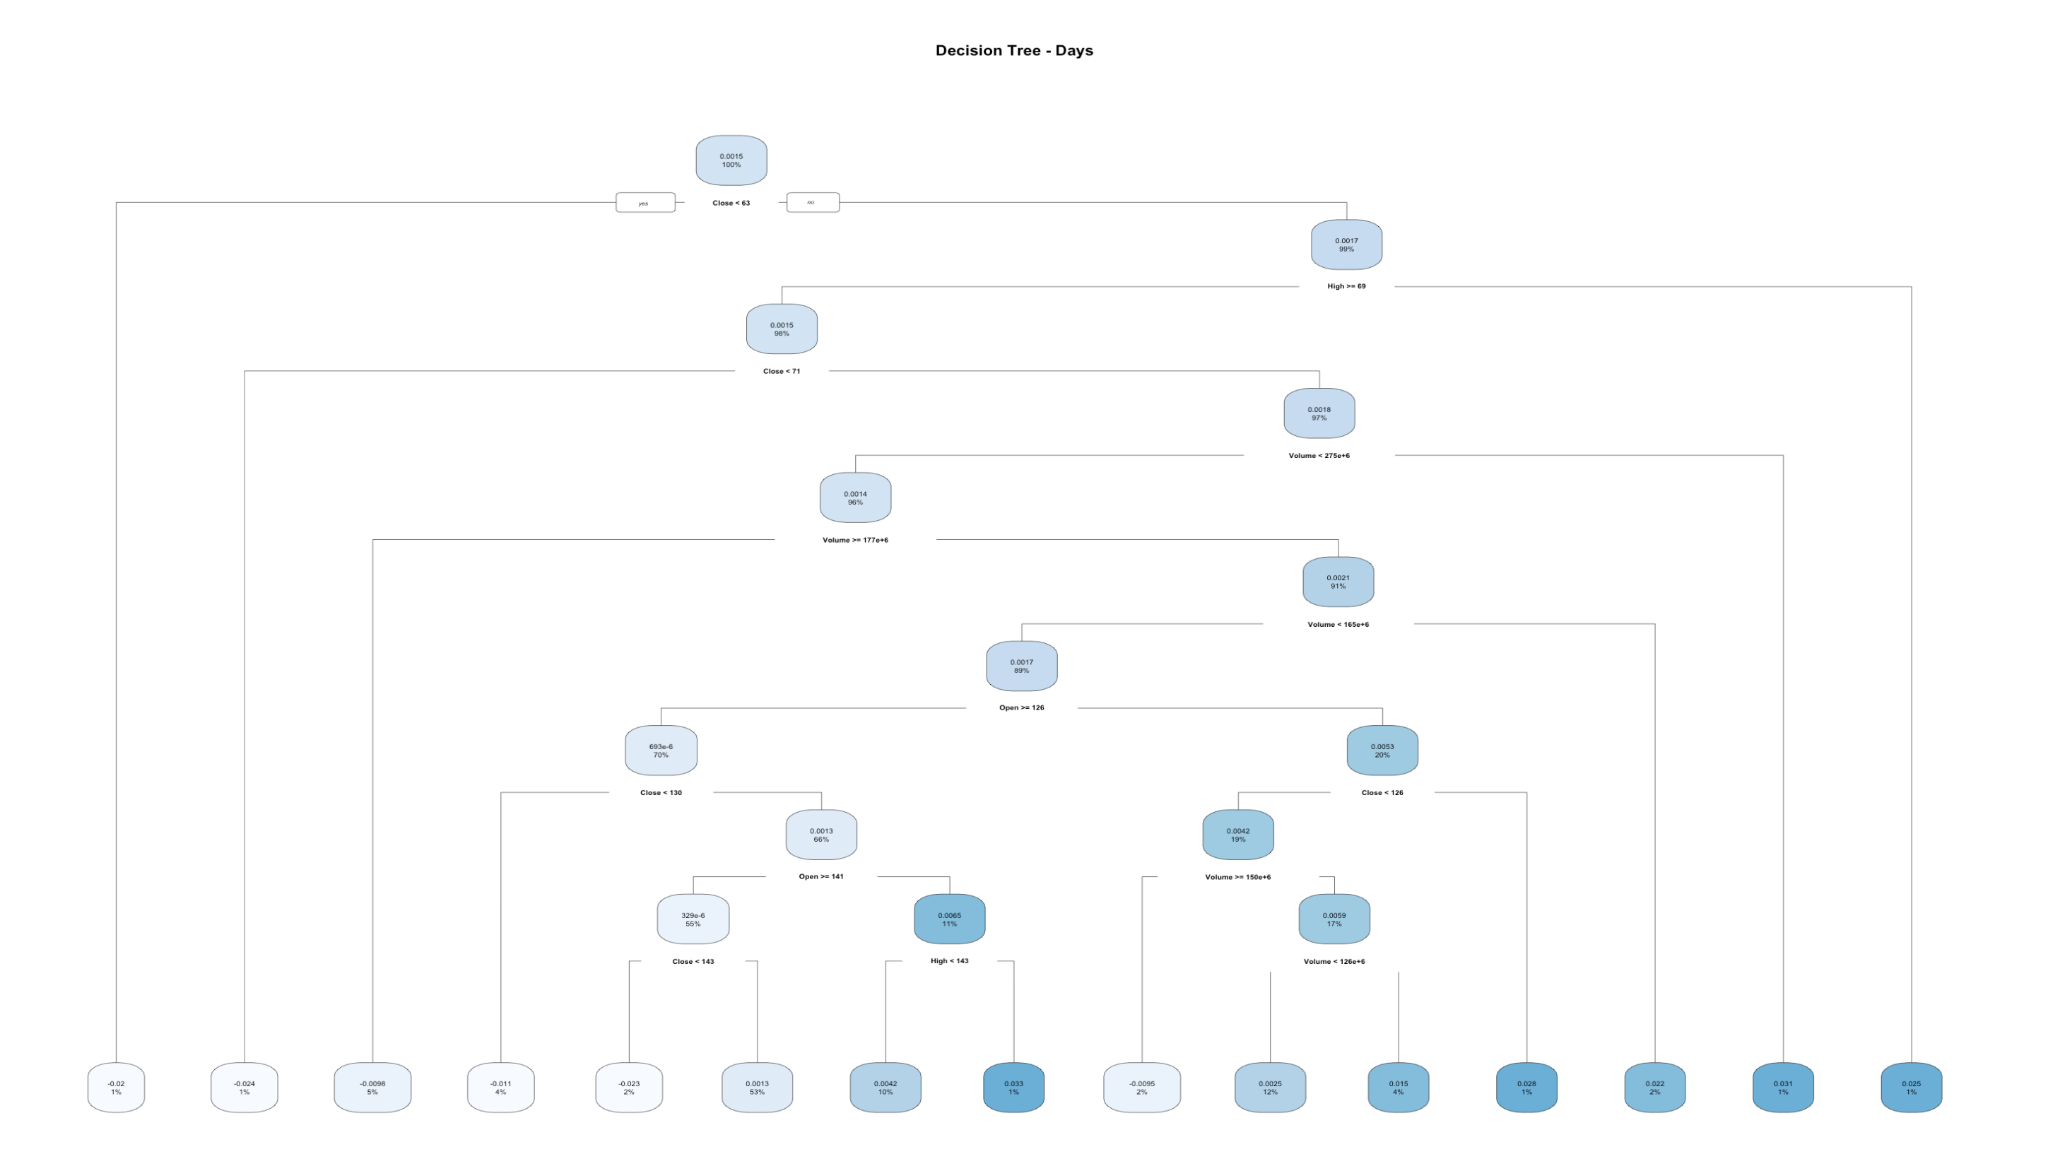 Decision Tree - Days
0.0015
100%
yes
Close < 63
no
0.0017
99%
High >= 69
0.0015
98%
Close < 71
0.0018
97%
Volume < 275e+6
0.0014
96%
Volume >= 177e+6
0.0021
91%
Volume < 165e+6
0.0017
89%
Open >= 126
693e-6
70%
0.0053
20%
Close < 130
Close < 126
0.0013
66%
0.0042
19%
Open >= 141
Volume >= 150e+6
329e-6
55%
0.0065
11%
0.0059
17%
Close < 143
High < 143
Volume < 126e+6
-0.02
1%
-0.024
1%
-0.0098
5%
-0.011
4%
-0.023
2%
0.0013
53%
0.0042
10%
0.033
1%
-0.0095
2%
0.0025
12%
0.015
4%
0.028
1%
0.022
2%
0.031
1%
0.025
1%